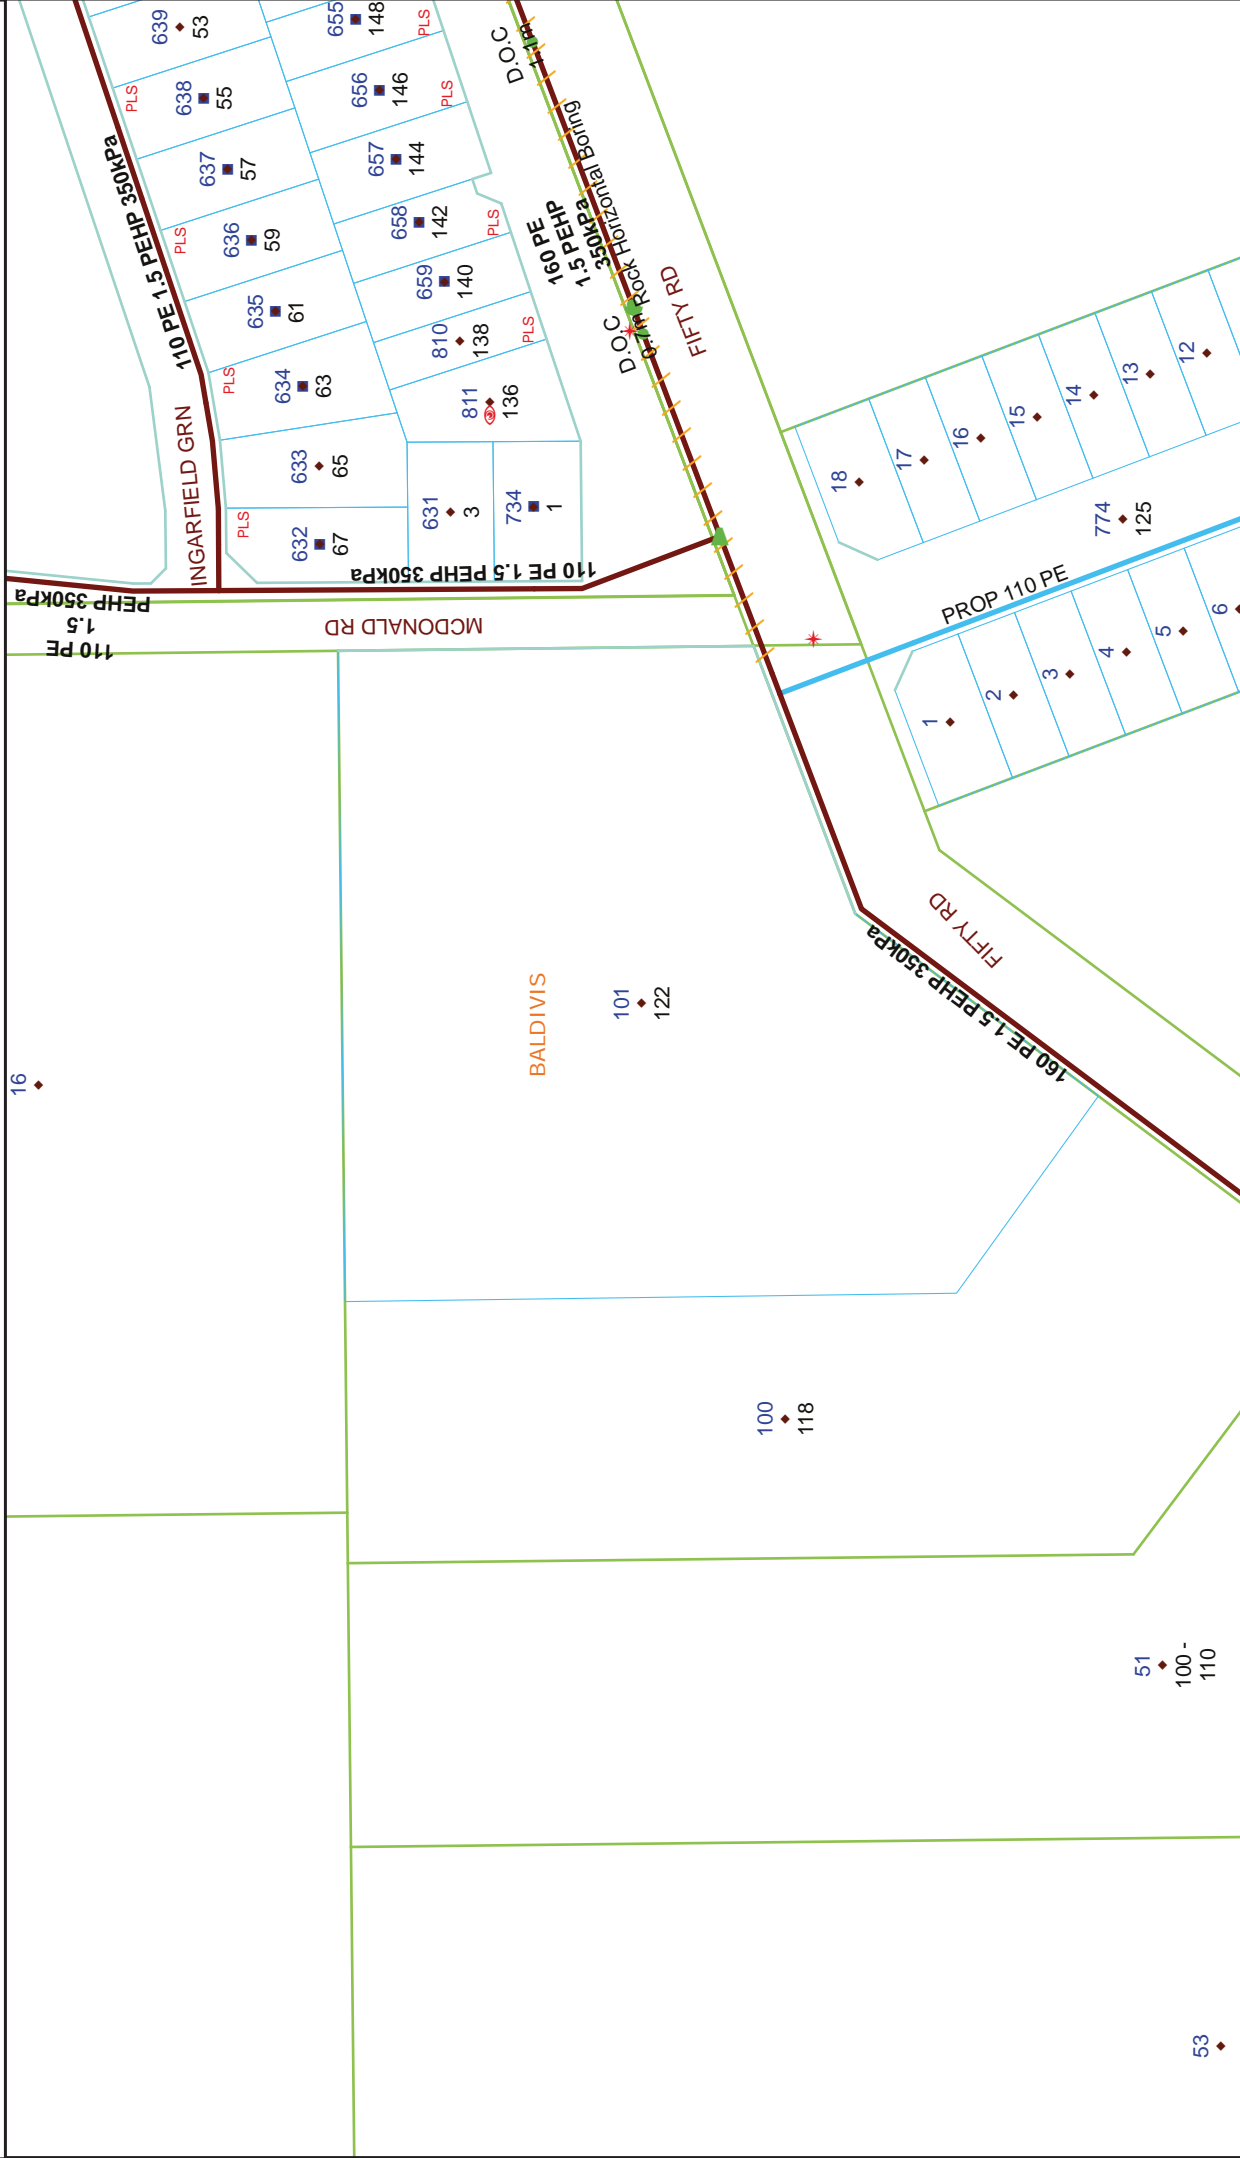 639
53
655
148
PLS
638
55
PLS
656
146
PLS
637
57
657
144
636
59
PLS
658
142
PLS
635
61
659
140
634
63
PLS
810
138
PLS
811
136
633
65
632
67
PLS
631
3
734
1
110 PE 1.5 PEHP 350kPa
INGARFIELD GRN
110 PE
1.5
PEHP 350kPa
110 PE 1.5 PEHP 350kPa
MCDONALD RD
D.O.C
1.1m
160 PE
1.5 PEHP
350kPa
D.O.C
0.7m Rock Horizontal Boring
FIFTY RD
18
17
16
15
14
13
12
774
125
PROP 110 PE
1
2
3
4
5
6
FIFTY RD
160 PE 1.5 PEHP 350kPa
BALDIVIS
101
122
16
100
118
51
100 -
110
53